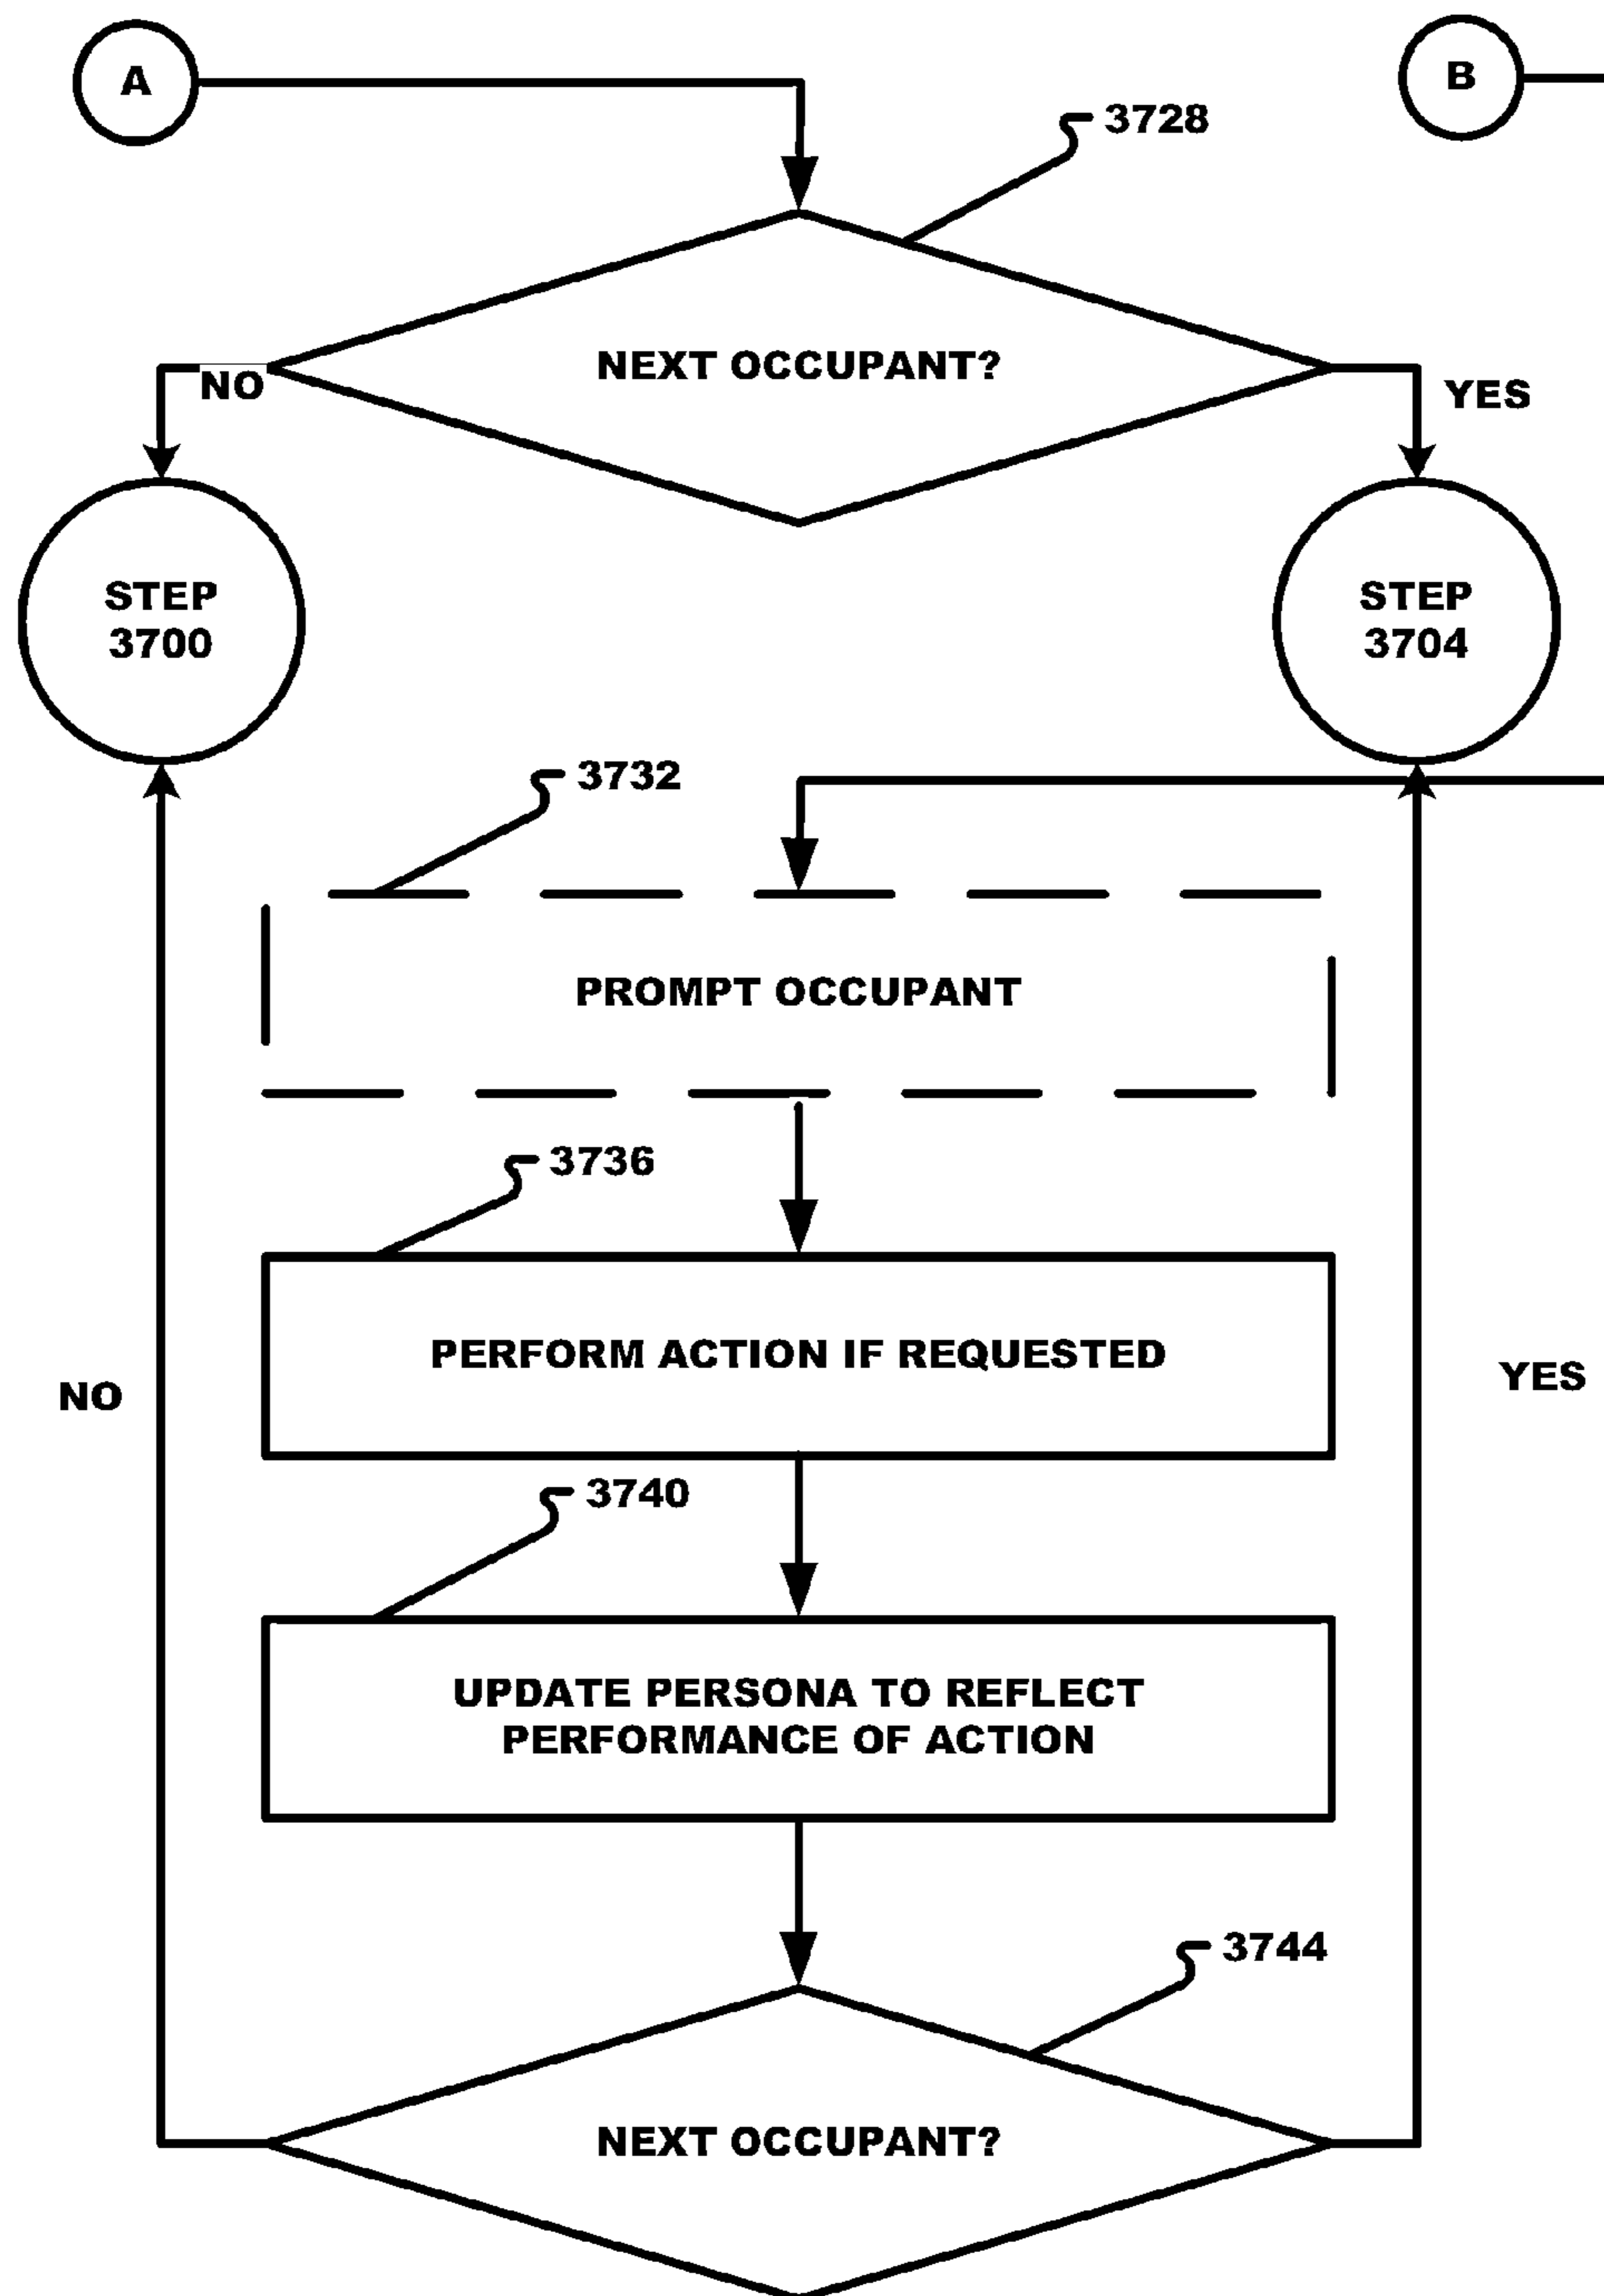 A
B
3728
NEXT OCCUPANT?
NO
YES
STEP
3700
STEP
3704
3732
PROMPT OCCUPANT
3736
PERFORM ACTION IF REQUESTED
NO
YES
3740
UPDATE PERSONA TO REFLECT
PERFORMANCE OF ACTION
3744
NEXT OCCUPANT?